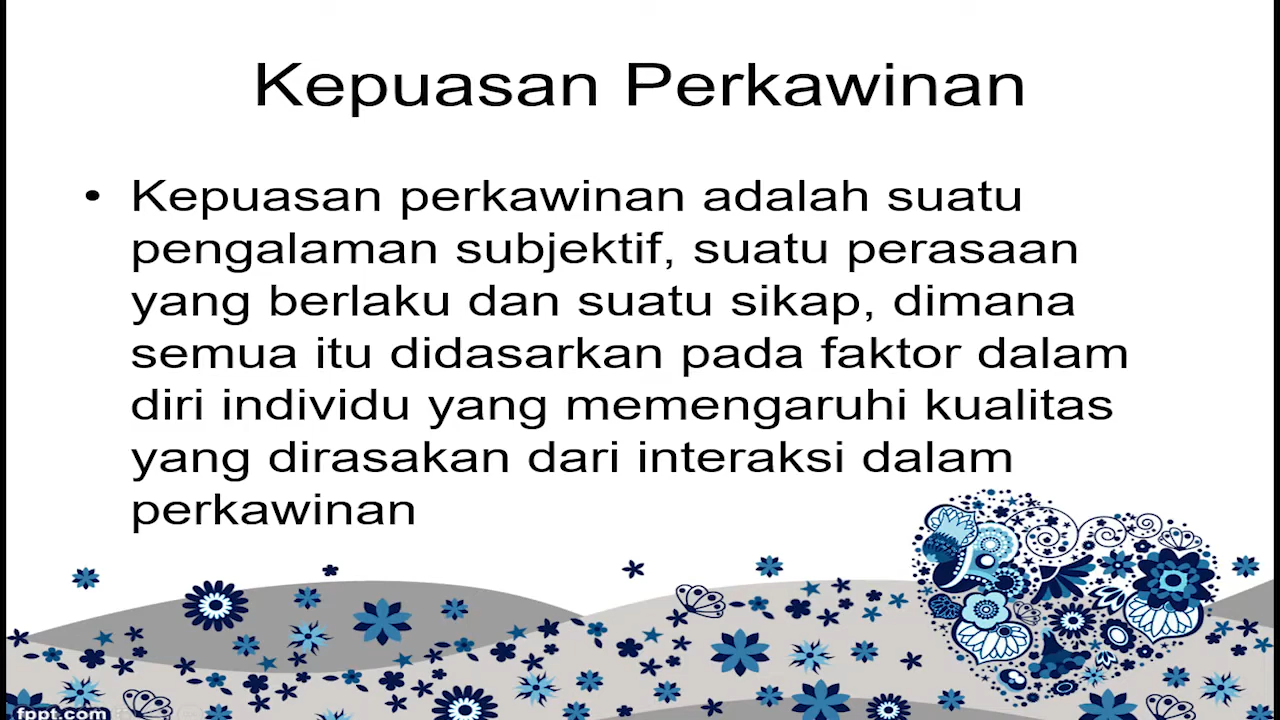 Kepuasan Perkawinan
• Kepuasan perkawinan adalah suatu
pengalaman subjektif, suatu perasaan
yang berlaku dan suatu sikap, dimana
semua itu didasarkan pada faktor dalam
diri individu yang memengaruhi kualitas
yang dirasakan dari interaksi dalam
perkawinan
fppt.com